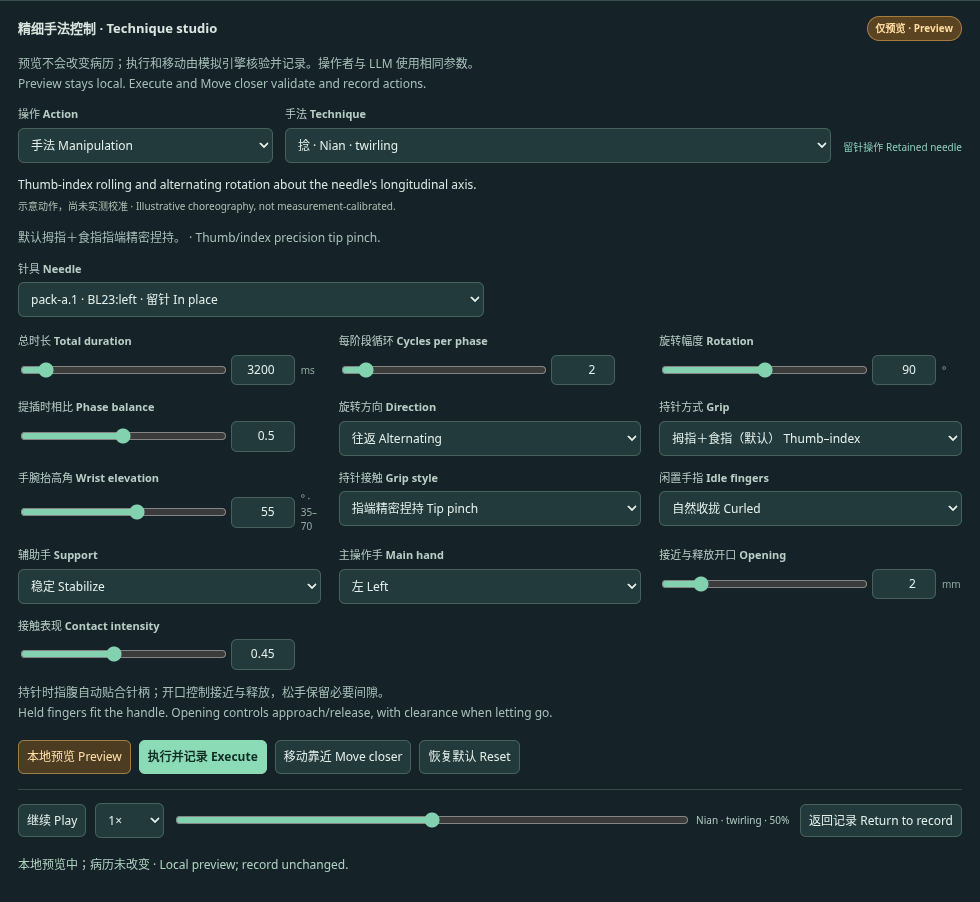 精细手法控制 · Technique studio
仅预览 · Preview
预览不会改变病历；执行和移动由模拟引擎核验并记录。操作者与 LLM 使用相同参数。
Preview stays local. Execute and Move closer validate and record actions.
操作 Action
手法 Technique
手法 Manipulation
捻 · Nian · twirling
留针操作 Retained needle
Thumb-index rolling and alternating rotation about the needle's longitudinal axis.
示意动作，尚未实测校准 · Illustrative choreography, not measurement-calibrated.
默认拇指＋食指指端精密捏持。 · Thumb/index precision tip pinch.
针具 Needle
pack-a.1 · BL23:left · 留针 In place
总时长 Total duration
每阶段循环 Cycles per phase
旋转幅度 Rotation
3200 ms
2
90 °
提插时相比 Phase balance
旋转方向 Direction
持针方式 Grip
0.5
往返 Alternating
拇指＋食指（默认） Thumb–index
手腕抬高角 Wrist elevation
持针接触 Grip style
闲置手指 Idle fingers
55
° ·
35–
70
指端精密捏持 Tip pinch
自然收拢 Curled
辅助手 Support
主操作手 Main hand
接近与释放开口 Opening
稳定 Stabilize
左 Left
2 mm
接触表现 Contact intensity
0.45
持针时指腹自动贴合针柄；开口控制接近与释放，松手保留必要间隙。
Held fingers fit the handle. Opening controls approach/release, with clearance when letting go.
本地预览 Preview
执行并记录 Execute
移动靠近 Move closer
恢复默认 Reset
继续 Play
1×
Nian · twirling · 50%
返回记录 Return to record
本地预览中；病历未改变 · Local preview; record unchanged.